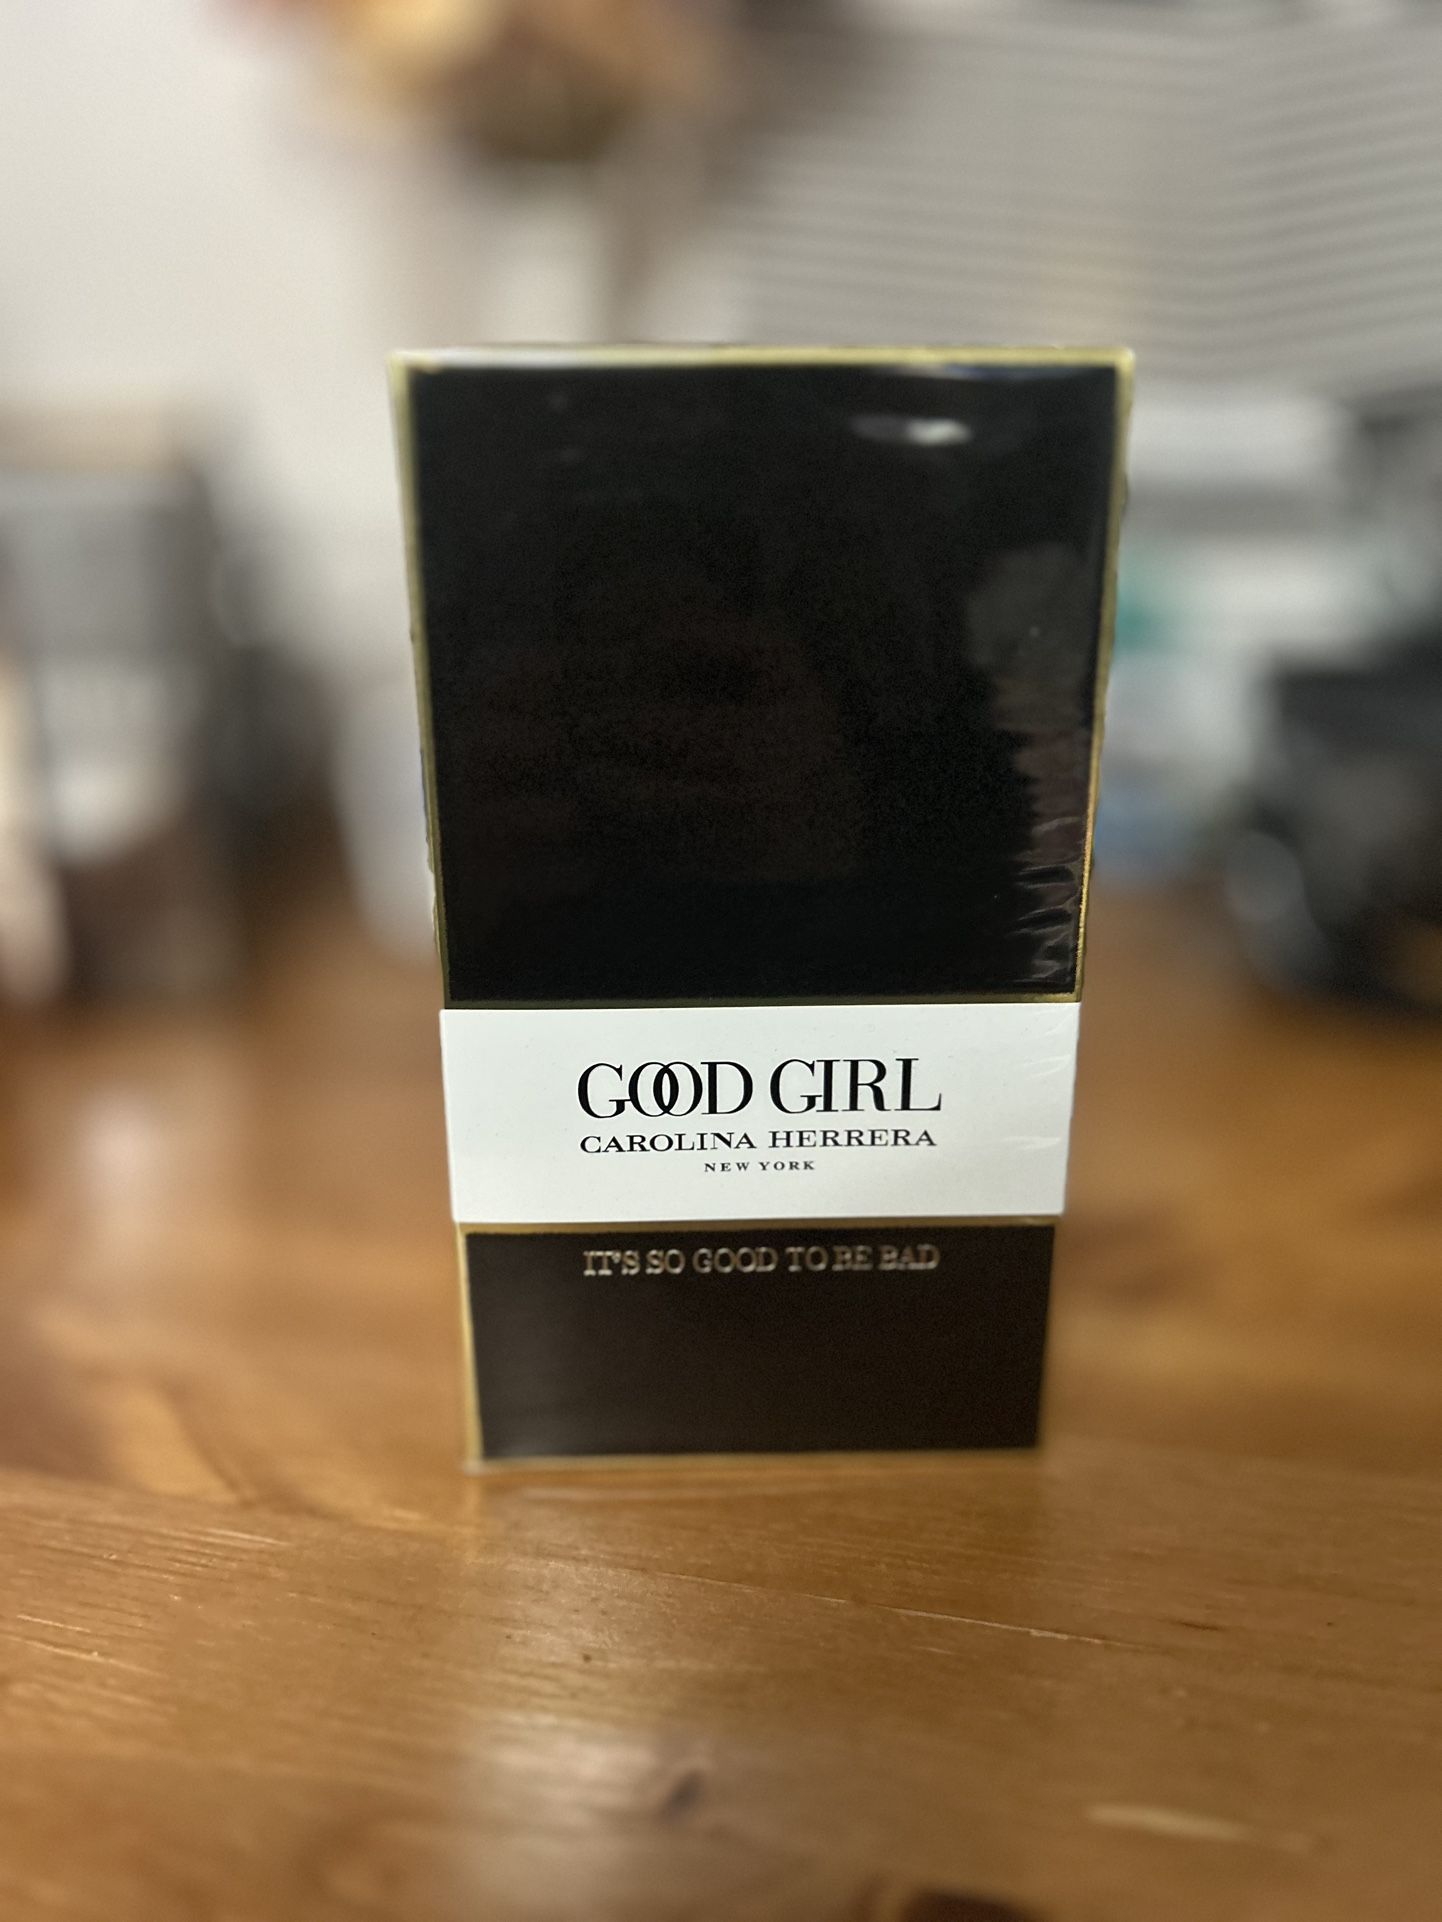 GOOD GIRL
CAROLINA HERRERA
NEW YORK
IT'S SO GOOD TO BE BAD